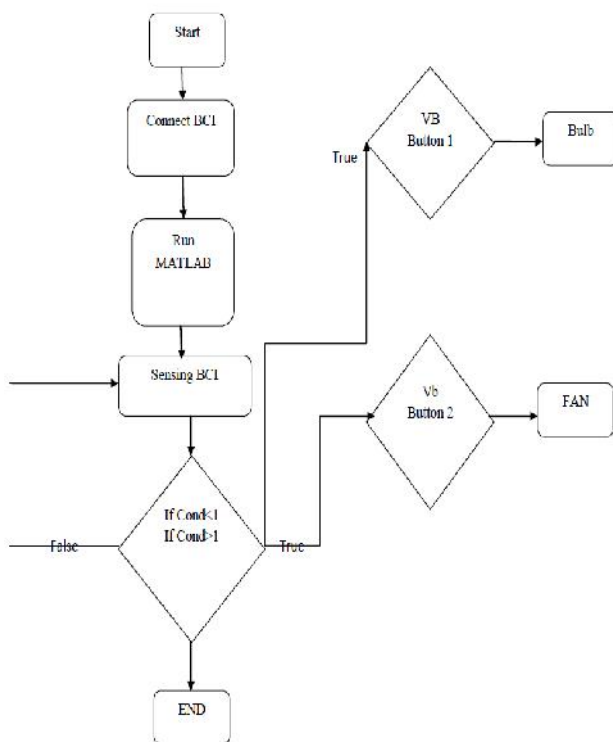 Start
Connect BCI
Run
MATLAB
Sensing BCI
If Cond<1
If Cond>1
False
True
True
VB
Button 1
Bulb
Vb
Button 2
FAN
END